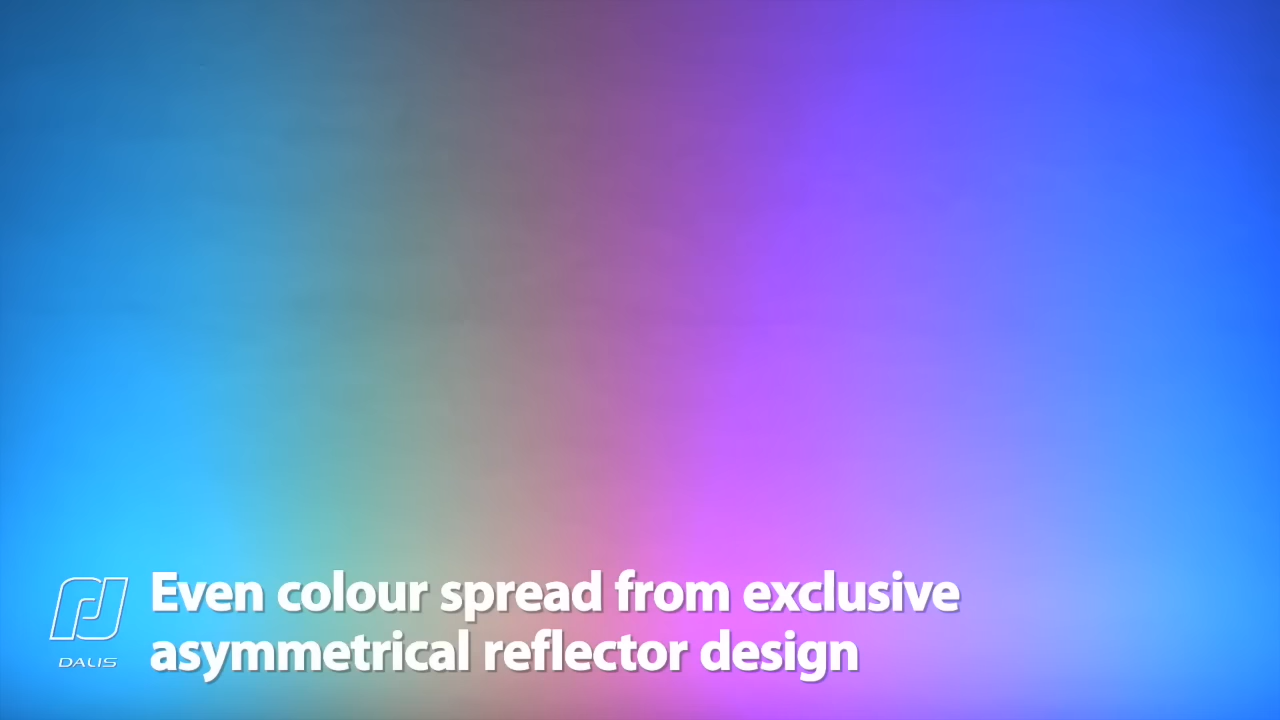 Even colour spread from exclusive
asymmetrical reflector design
DALIS